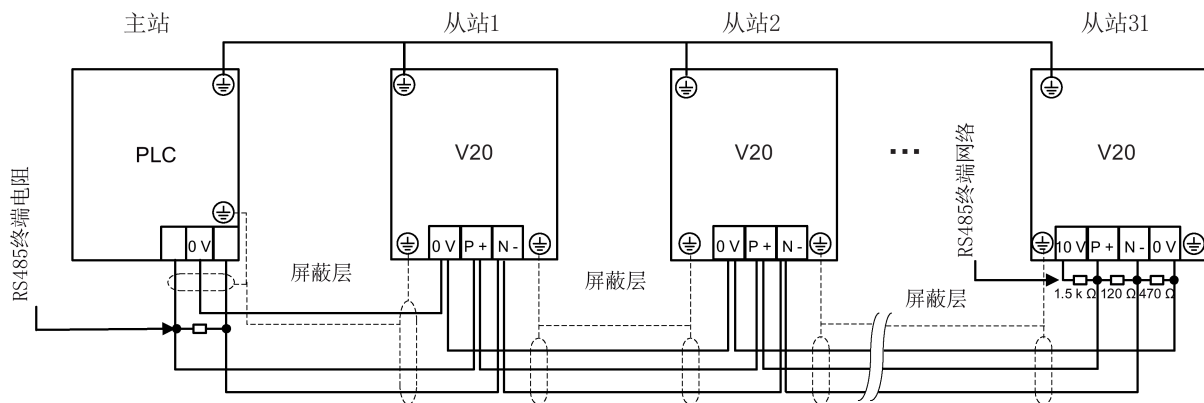 主站
从站1
从站2
从站31
PLC
V20
V20
...
V20
RS485终端电阻
RS485终端网络
0 V
0 V P + N -
0 V P + N -
10 V P + N - 0 V
屏蔽层
屏蔽层
屏蔽层
1.5 k Ω 120 Ω 470 Ω